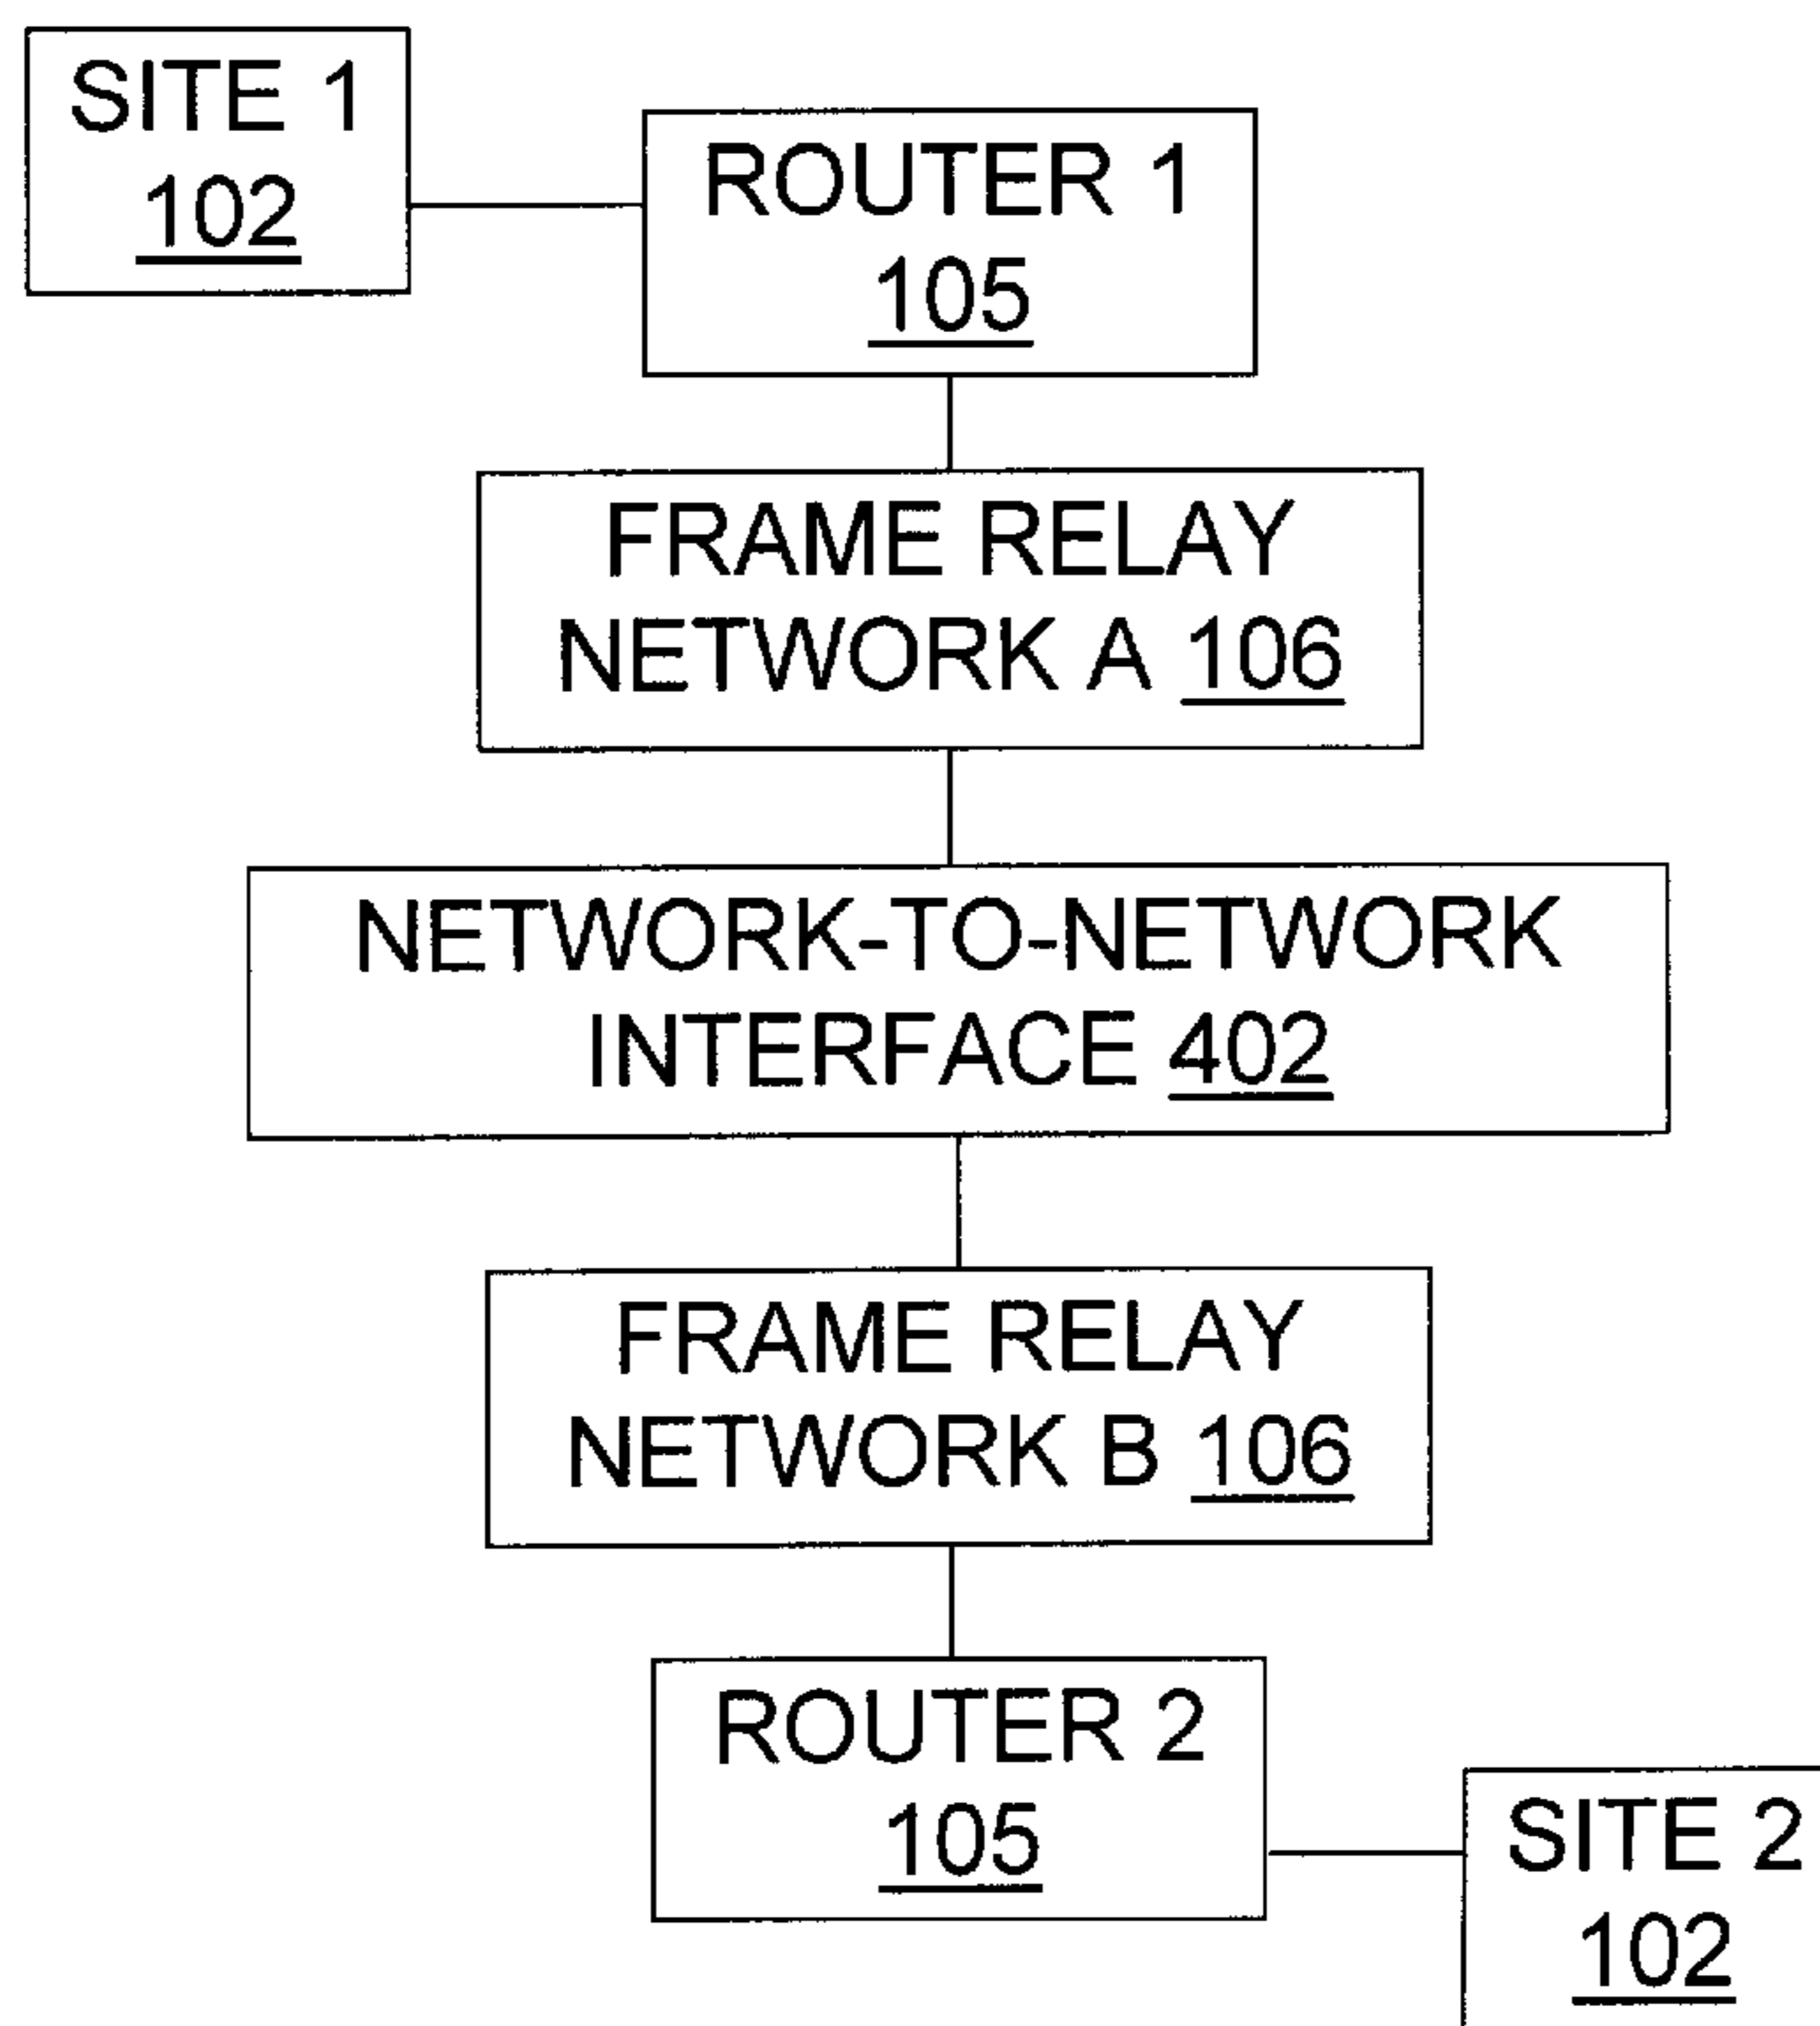 SITE 1
102
ROUTER 1
105
FRAME RELAY
NETWORK A 106
NETWORK-TO-NETWORK
INTERFACE 402
FRAME RELAY
NETWORK B 106
ROUTER 2
105
SITE 2
102